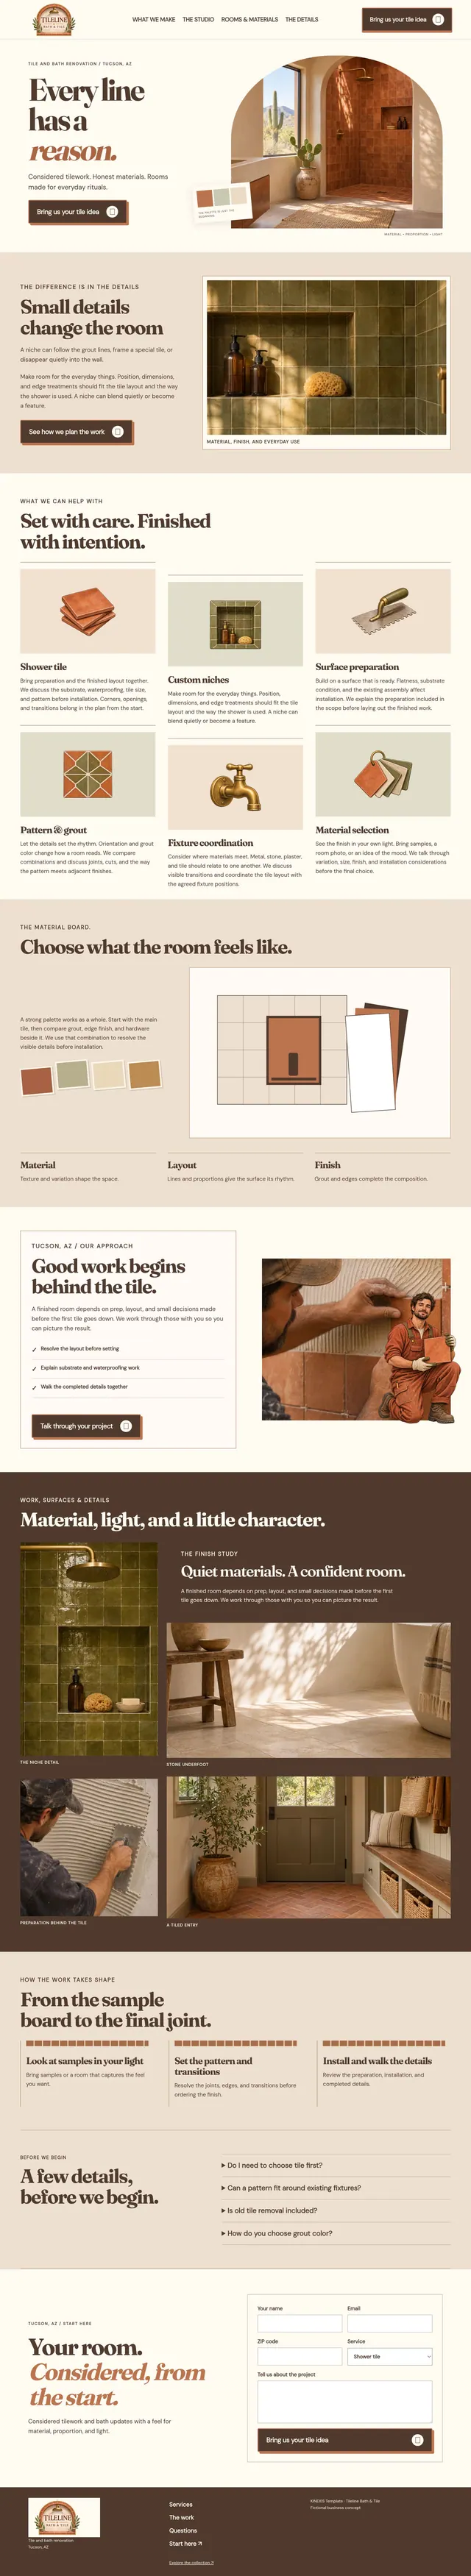 TILELINE
BATH & TILE
WHAT WE MAKE
THE STUDIO
ROOMS & MATERIALS
THE DETAILS
Bring us your tile idea
TILE AND BATH RENOVATION / TUCSON, AZ
Every line
has a
reason.
Considered tilework. Honest materials. Rooms
made for everyday rituals.
Bring us your tile idea
MATERIAL • PROPORTION • LIGHT
THE DIFFERENCE IS IN THE DETAILS
Small details
change the room
A niche can follow the grout lines, frame a special tile, or
disappear quietly into the wall.
Make room for the everyday things. Position, dimensions,
and edge treatments should fit the tile layout and the way
the shower is used. A niche can blend quietly or become
a feature.
See how we plan the work
MATERIAL, FINISH, AND EVERYDAY USE
WHAT WE CAN HELP WITH
Set with care. Finished
with intention.
Shower tile
Bring preparation and the finished layout together.
We discuss the substrate, waterproofing, tile size,
and pattern before installation. Corners, openings,
and transitions belong in the plan from the start.
Custom niches
Make room for the everyday things. Position,
dimensions, and edge treatments should fit the tile
layout and the way the shower is used. A niche can
blend quietly or become a feature.
Surface preparation
Build on a surface that is ready. Flatness, substrate
condition, and the existing assembly affect
installation. We explain the preparation included in
the scope before laying out the finished work.
Pattern & grout
Let the details set the rhythm. Orientation and grout
color change how a room reads. We compare
combinations and discuss joints, cuts, and the way
the pattern meets adjacent finishes.
Fixture coordination
Consider where materials meet. Metal, stone, plaster,
and tile should relate to one another. We discuss
visible transitions and coordinate the tile layout with
the agreed fixture positions.
Material selection
See the finish in your own light. Bring samples, a
room photo, or an idea of the mood. We talk through
variation, size, finish, and installation considerations
before the final choice.
THE MATERIAL BOARD.
Choose what the room feels like.
A strong palette works as a whole. Start with the main
tile, then compare grout, edge finish, and hardware
beside it. We use that combination to resolve the
visible details before installation.
Material
Texture and variation shape the space.
Layout
Lines and proportions give the surface its rhythm.
Finish
Grout and edges complete the composition.
TUCSON, AZ / OUR APPROACH
Good work begins
behind the tile.
A finished room depends on prep, layout, and small decisions made
before the first tile goes down. We work through those with you so you
can picture the result.
✓ Resolve the layout before setting
✓ Explain substrate and waterproofing work
✓ Walk the completed details together
Talk through your project
WORK, SURFACES & DETAILS
Material, light, and a little character.
THE FINISH STUDY
Quiet materials. A confident room.
A finished room depends on prep, layout, and small decisions made before the first
tile goes down. We work through those with you so you can picture the result.
THE NICHE DETAIL
STONE UNDERFOOT
PREPARATION BEHIND THE TILE
A TILED ENTRY
HOW THE WORK TAKES SHAPE
From the sample
board to the final joint.
Look at samples in your light
Bring samples or a room that captures the feel
you want.
Set the pattern and
transitions
Resolve the joints, edges, and transitions before
ordering the finish.
Install and walk the details
Review the preparation, installation, and
completed details.
BEFORE WE BEGIN
A few details,
before we begin.
Do I need to choose tile first?
Can a pattern fit around existing fixtures?
Is old tile removal included?
How do you choose grout color?
TUCSON, AZ / START HERE
Your room.
Considered, from
the start.
Considered tilework and bath updates with a feel for
material, proportion, and light.
Your name
Email
ZIP code
Service
Shower tile
Tell us about the project
Bring us your tile idea
TILELINE
BATH & TILE
Tile and bath renovation
Tucson, AZ
Services
The work
Questions
Start here ↗
Explore the collection ↗
Fictional business concept